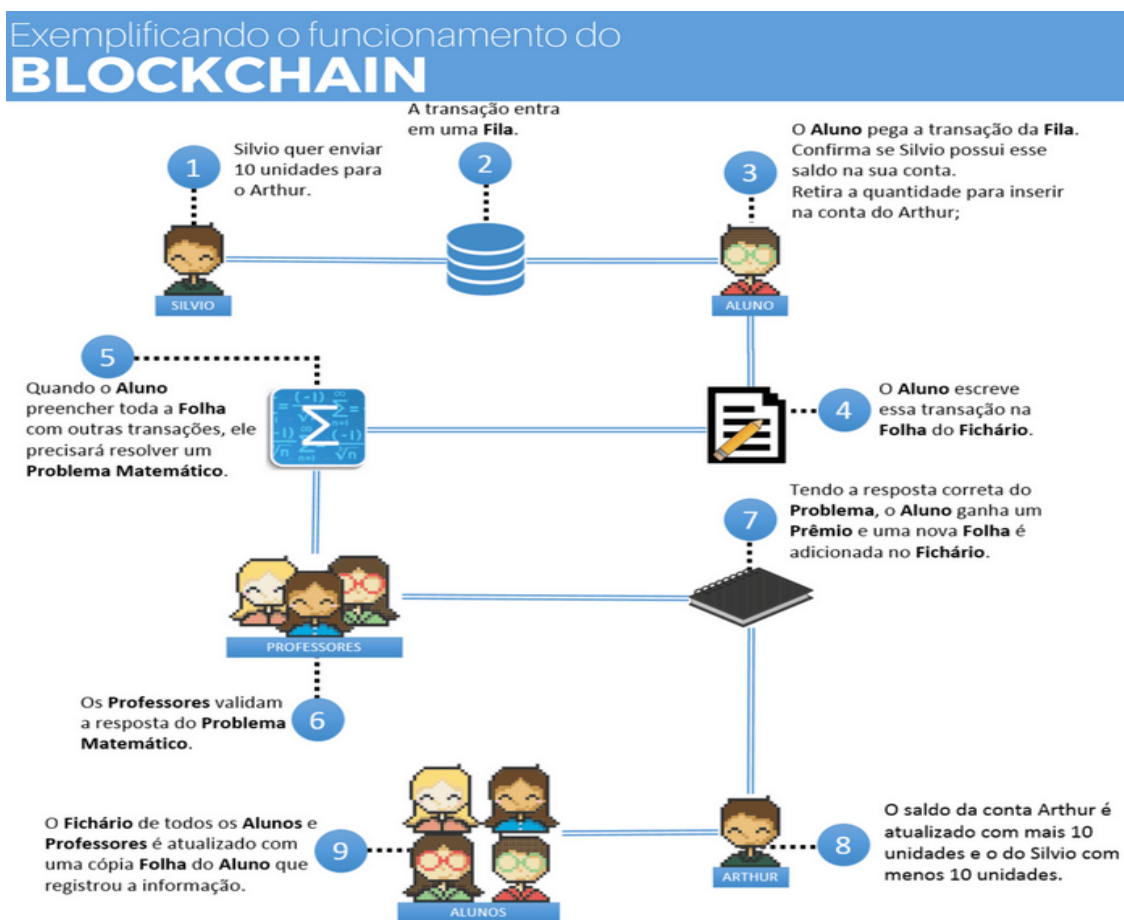 Exemplificando o funcionamento do
BLOCKCHAIN
1
Silvio quer enviar
10 unidades para
o Arthur.
SILVIO
A transação entra
em uma Fila.
2
3
O Aluno pega a transação da Fila.
Confirma se Silvio possui esse
saldo na sua conta.
Retira a quantidade para inserir
na conta do Arthur;
ALUNO
4
O Aluno escreve
essa transação na
Folha do Fichário.
5
Quando o Aluno
preencher toda a Folha
com outras transações, ele
precisará resolver um
Problema Matemático.
PROFESSORES
6
Os Professores validam
a resposta do Problema
Matemático.
7
Tendo a resposta correta do
Problema, o Aluno ganha um
Prêmio e uma nova Folha é
adicionada no Fichário.
ARTHUR
8
O saldo da conta Arthur é
atualizado com mais 10
unidades e o do Silvio com
menos 10 unidades.
9
O Fichário de todos os Alunos e
Professores é atualizado com
uma cópia Folha do Aluno que
registrou a informação.
ALUNOS